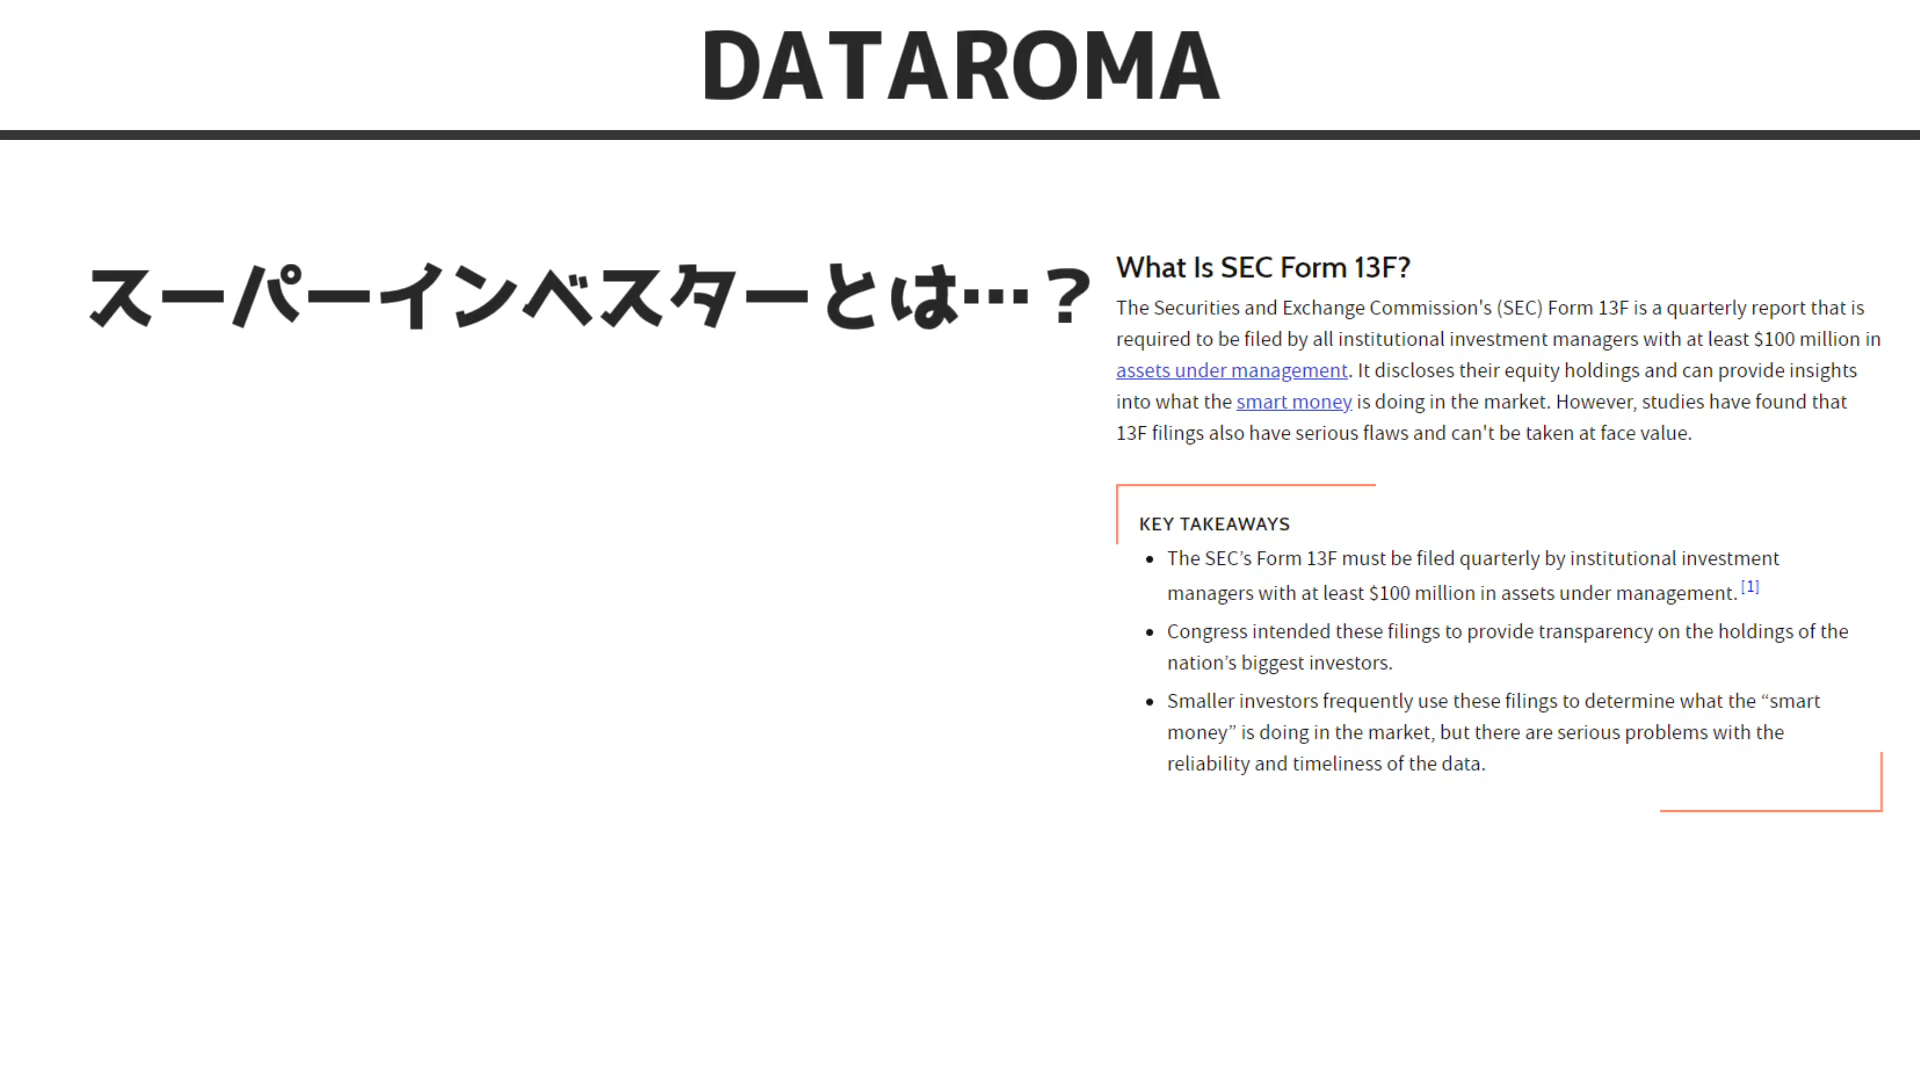 DATAROMA
スーパーインベスターとは…？
What Is SEC Form 13F?
The Securities and Exchange Commission's (SEC) Form 13F is a quarterly report that is
required to be filed by all institutional investment managers with at least $100 million in
assets under management. It discloses their equity holdings and can provide insights
into what the smart money is doing in the market. However, studies have found that
13F filings also have serious flaws and can't be taken at face value.
KEY TAKEAWAYS
• The SEC’s Form 13F must be filed quarterly by institutional investment
managers with at least $100 million in assets under management. [1]
• Congress intended these filings to provide transparency on the holdings of the
nation’s biggest investors.
• Smaller investors frequently use these filings to determine what the “smart
money” is doing in the market, but there are serious problems with the
reliability and timeliness of the data.